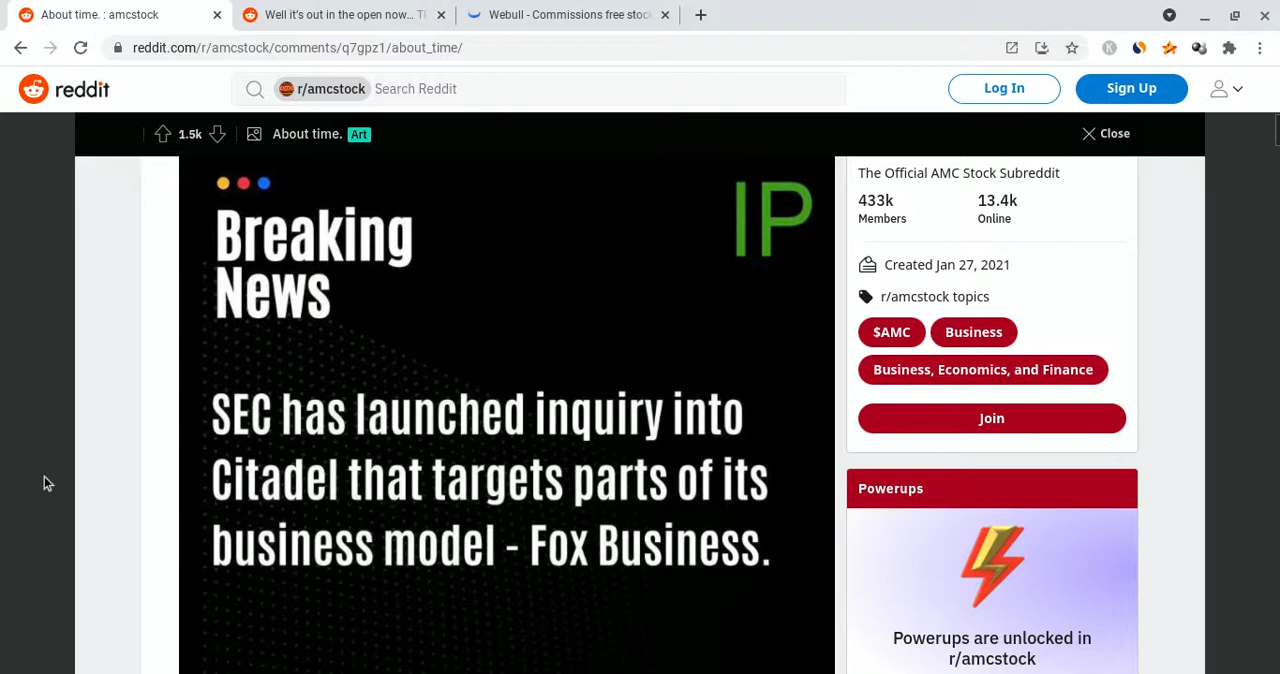 About time. : amcstock
Well it's out in the open now...
Webull - Commissions free stoc
reddit.com/r/amcstock/comments/q7gpz1/about_time/
reddit
r/amcstock
Search Reddit
Log In
Sign Up
1.5k
About time.
Art
Close
Breaking
News
IP
SEC has launched inquiry into
Citadel that targets parts of its
business model - Fox Business.
The Official AMC Stock Subreddit
433k
Members
13.4k
Online
Created Jan 27, 2021
r/amcstock topics
$AMC
Business
Business, Economics, and Finance
Join
Powerups
Powerups are unlocked in
r/amcstock